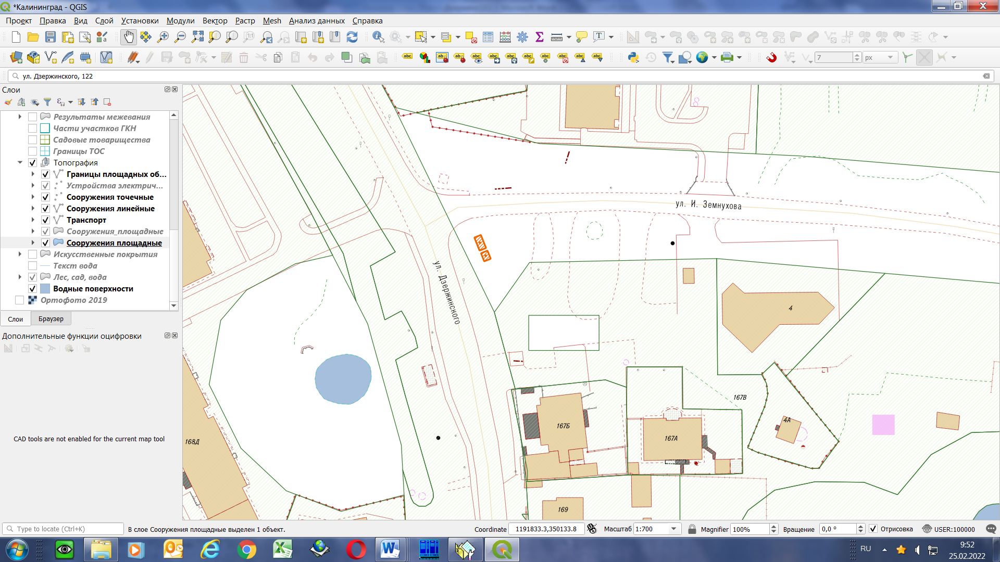 *Калининград - QGIS
Проект Правка Вид Слой Установки Модули Вектор Растр Mesh Анализ данных Справка
7 px
ул. Дзержинского, 122
Слои
Результаты межевания
Части участков ГКН
Садовые товарищества
Границы ТОС
Топография
Границы площадных об...
Устройства электрич...
Сооружения точечные
Сооружения линейные
Транспорт
Сооружения_площадные
Сооружения площадные
Искусственные покрытия
Текст вода
Лес, сад, вода
Водные поверхности
Ортофото 2019
Слои Браузер
Дополнительные функции оцифровки
CAD tools are not enabled for the current map tool
ул. И. Земнухова
ул. Дзержинского
4
167В
4А
167Б
167А
168Д
169
Type to locate (Ctrl+K) В слое Сооружения площадные выделен 1 объект. Coordinate 1191833.3,350133.8 Масштаб 1:700 Magnifier 100% Вращение 0,0 ° Отрисовка USER:100000
RU 9:52
25.02.2022